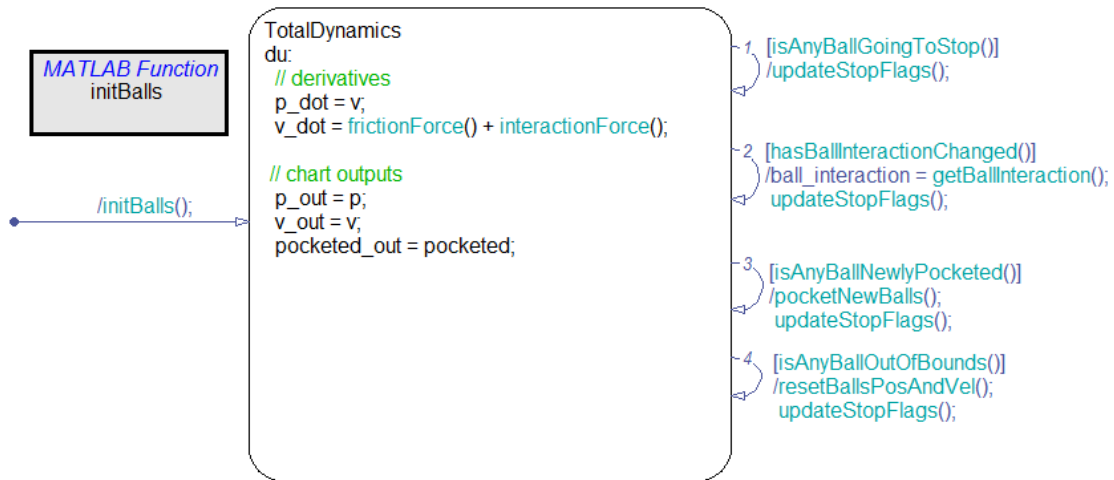 MATLAB Function
initBalls
/initBalls();
TotalDynamics
du:
// derivatives
p_dot = v;
v_dot = frictionForce() + interactionForce();
// chart outputs
p_out = p;
v_out = v;
pocketed_out = pocketed;
1
[isAnyBallGoingToStop()]
/updateStopFlags();
2
[hasBallInteractionChanged()]
/ball_interaction = getBallInteraction();
updateStopFlags();
3
[isAnyBallNewlyPocketed()]
/pocketNewBalls();
updateStopFlags();
4
[isAnyBallOutOfBounds()]
/resetBallsPosAndVel();
updateStopFlags();